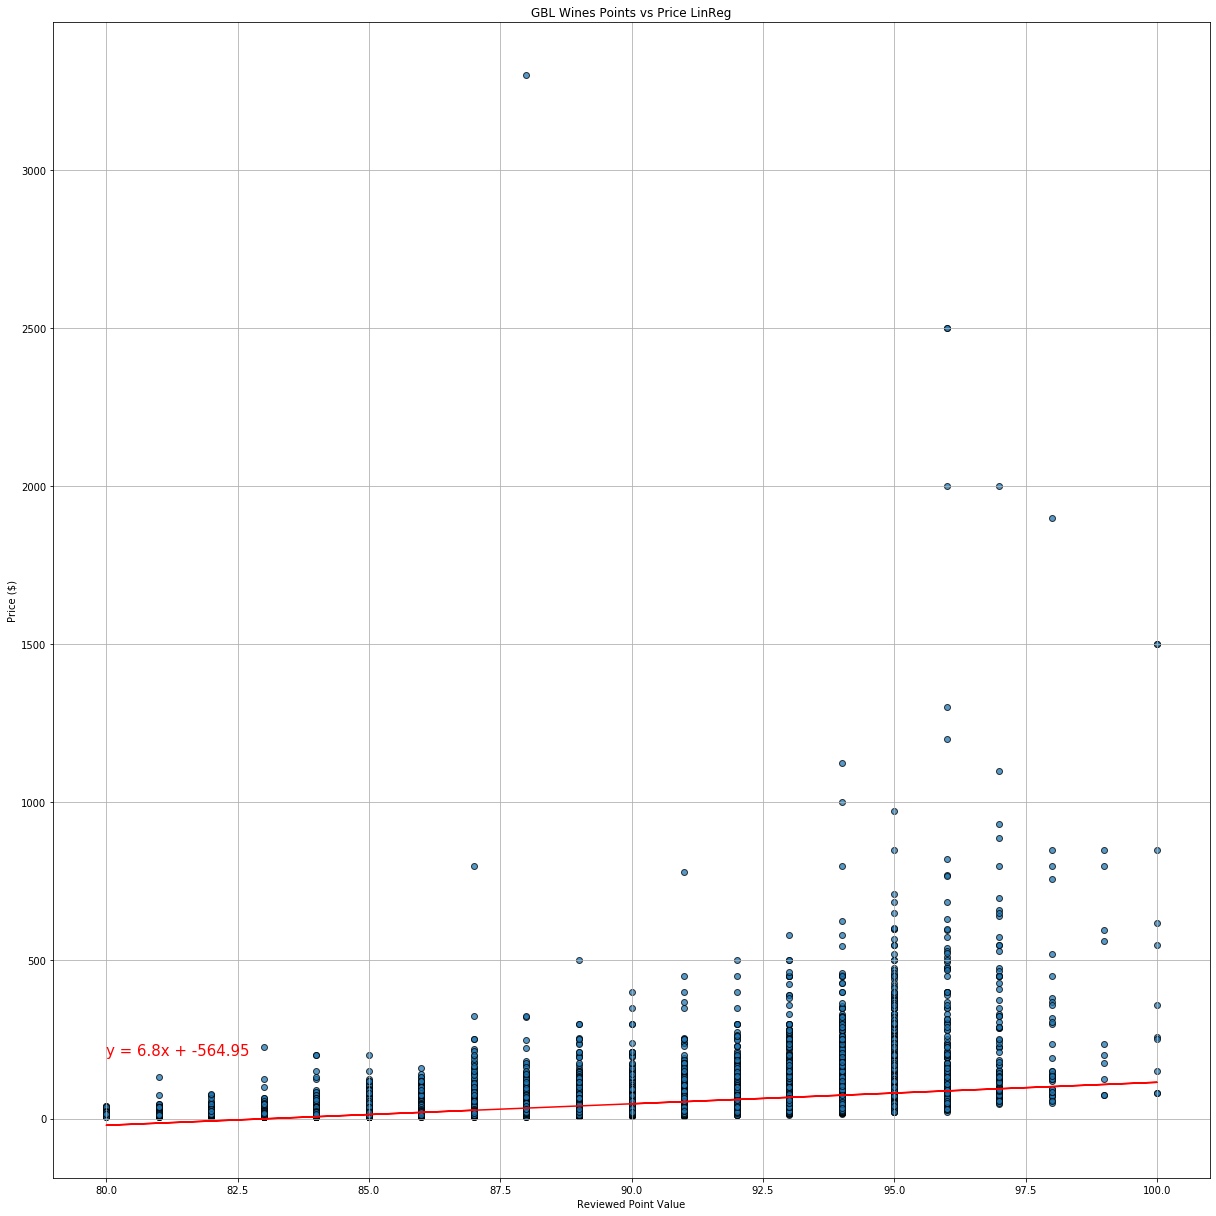 GBL Wines Points vs Price LinReg
3000
2500
2000
1500
1000
500
0
Price ($)
y = 6.8x + -564.95
80.0 82.5 85.0 87.5 90.0 92.5 95.0 97.5 100.0
Reviewed Point Value